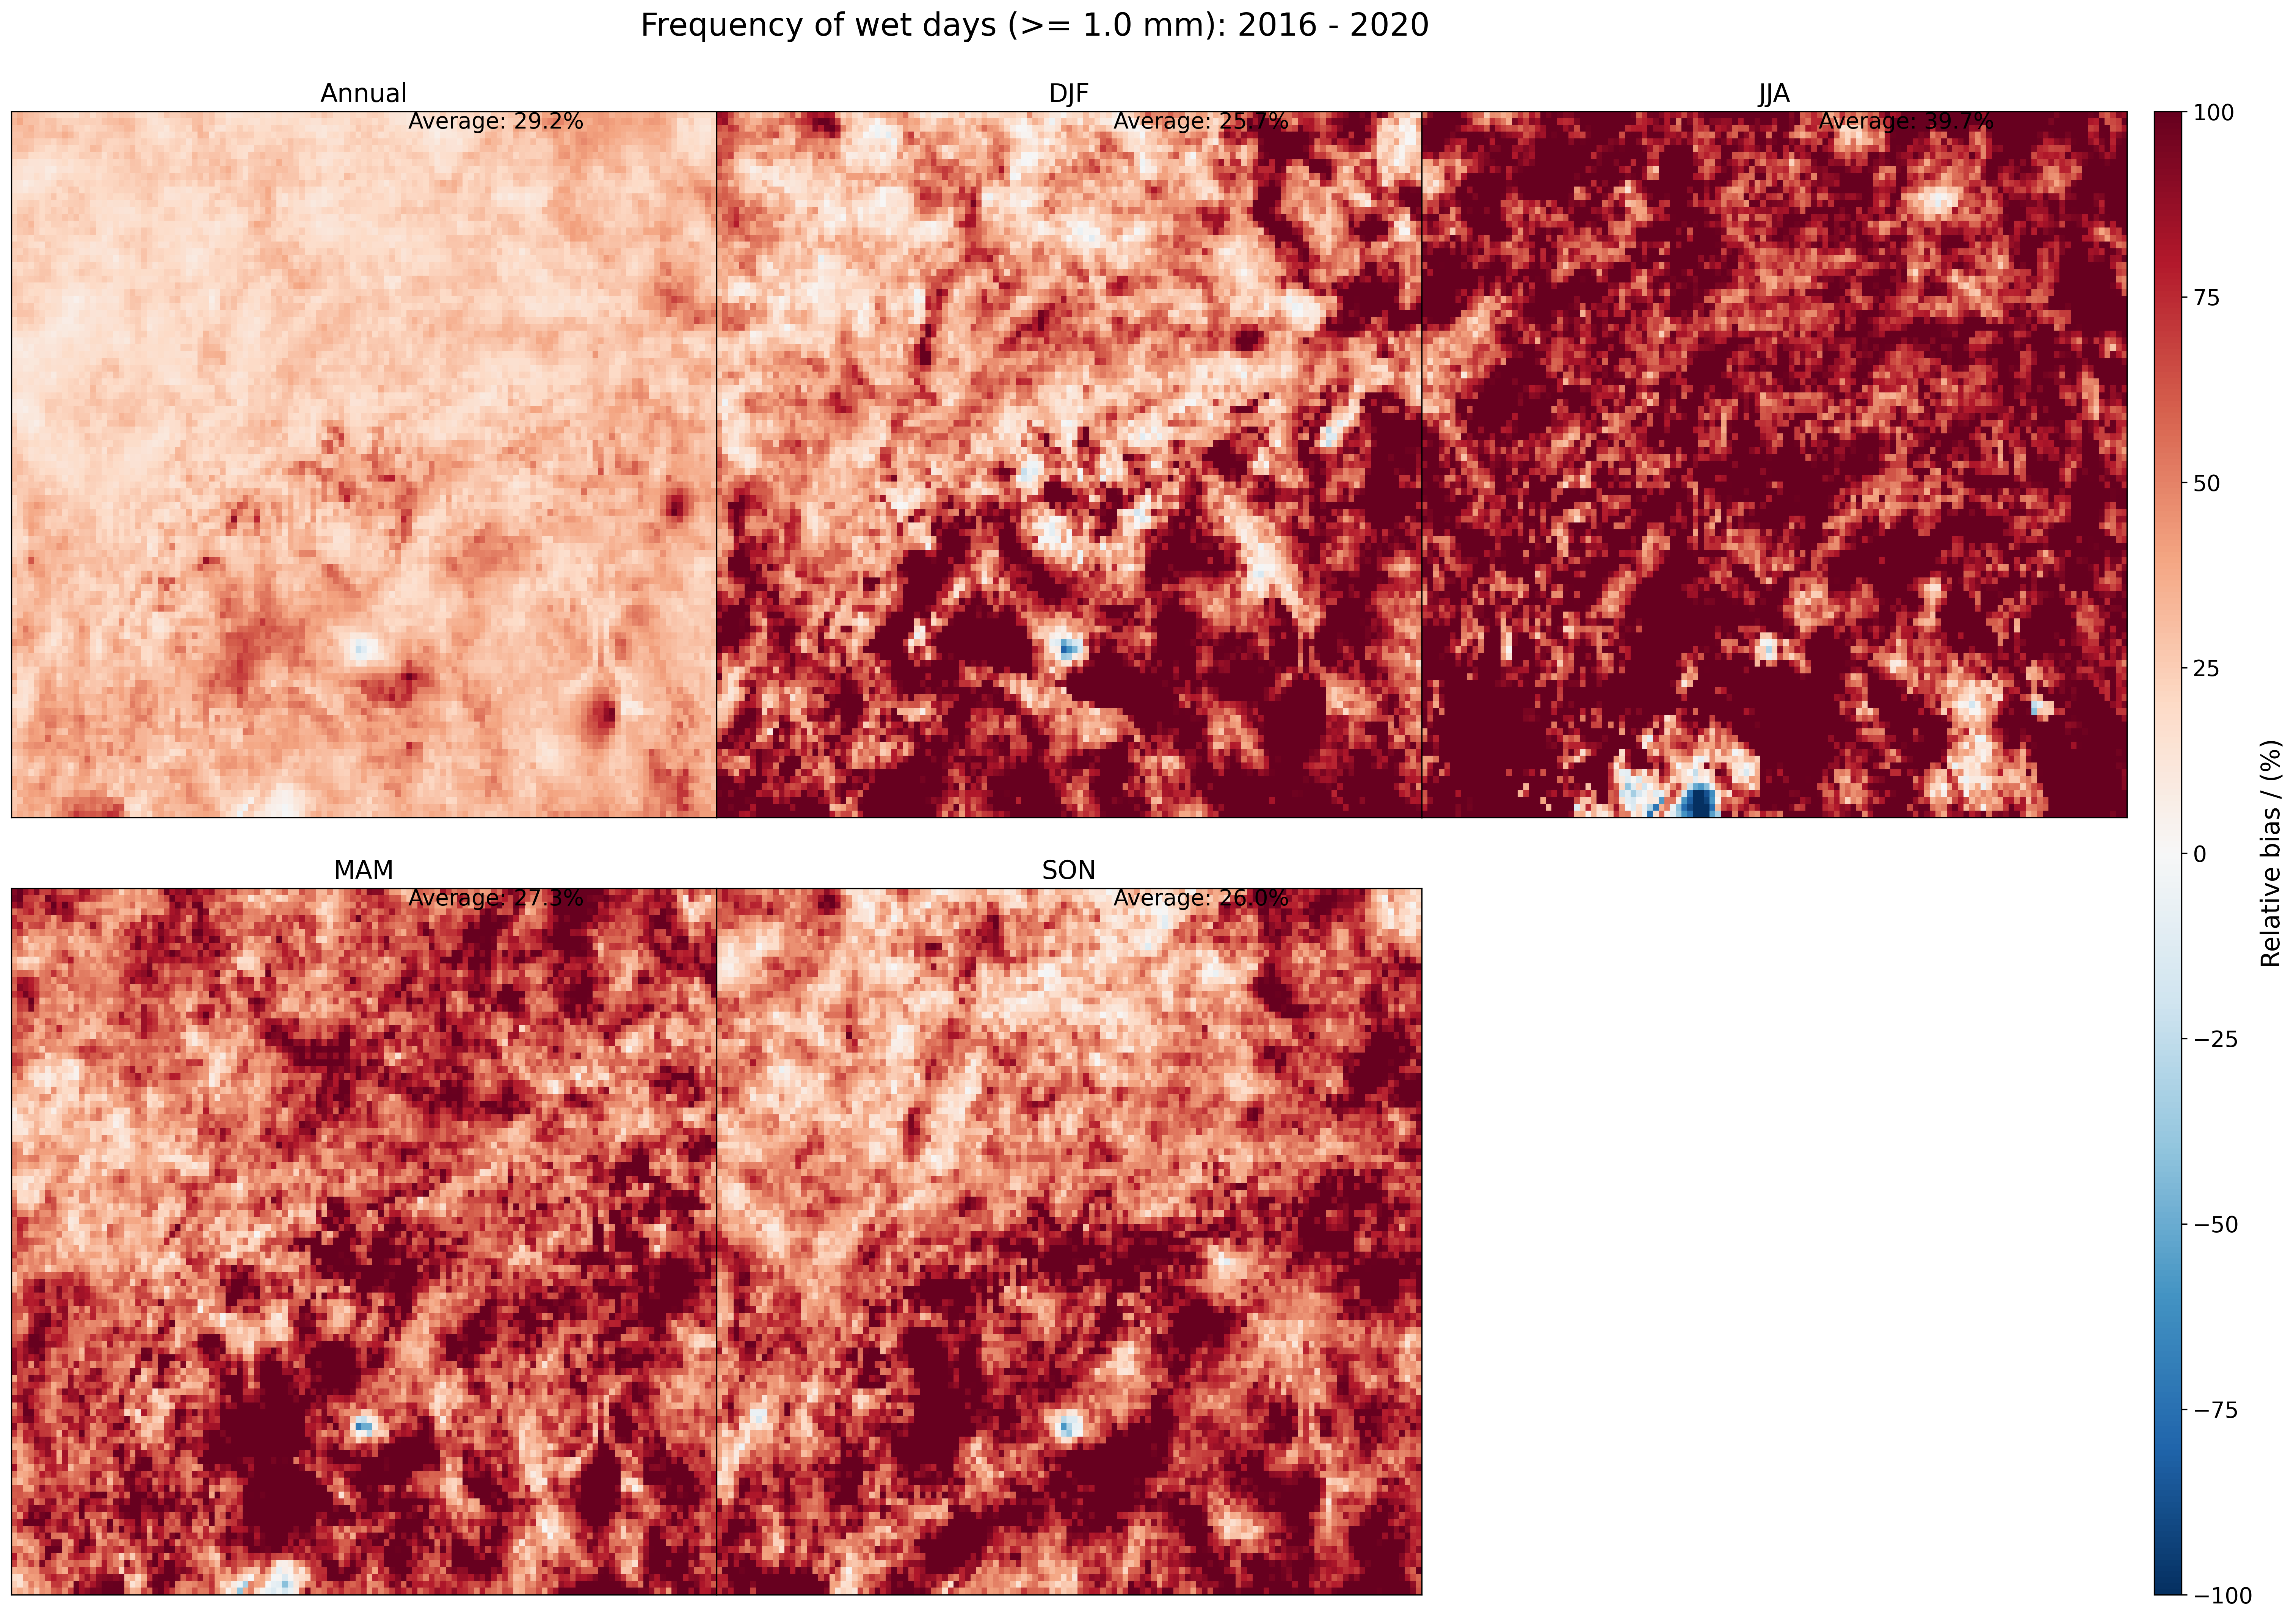 Frequency of wet days (>= 1.0 mm): 2016 - 2020
Annual
Average: 29.2%
DJF
Average: 25.7%
JJA
Average: 39.7%
MAM
Average: 27.3%
SON
Average: 26.0%
100
75
50
25
0
−25
−50
−75
−100
Relative bias / (%)